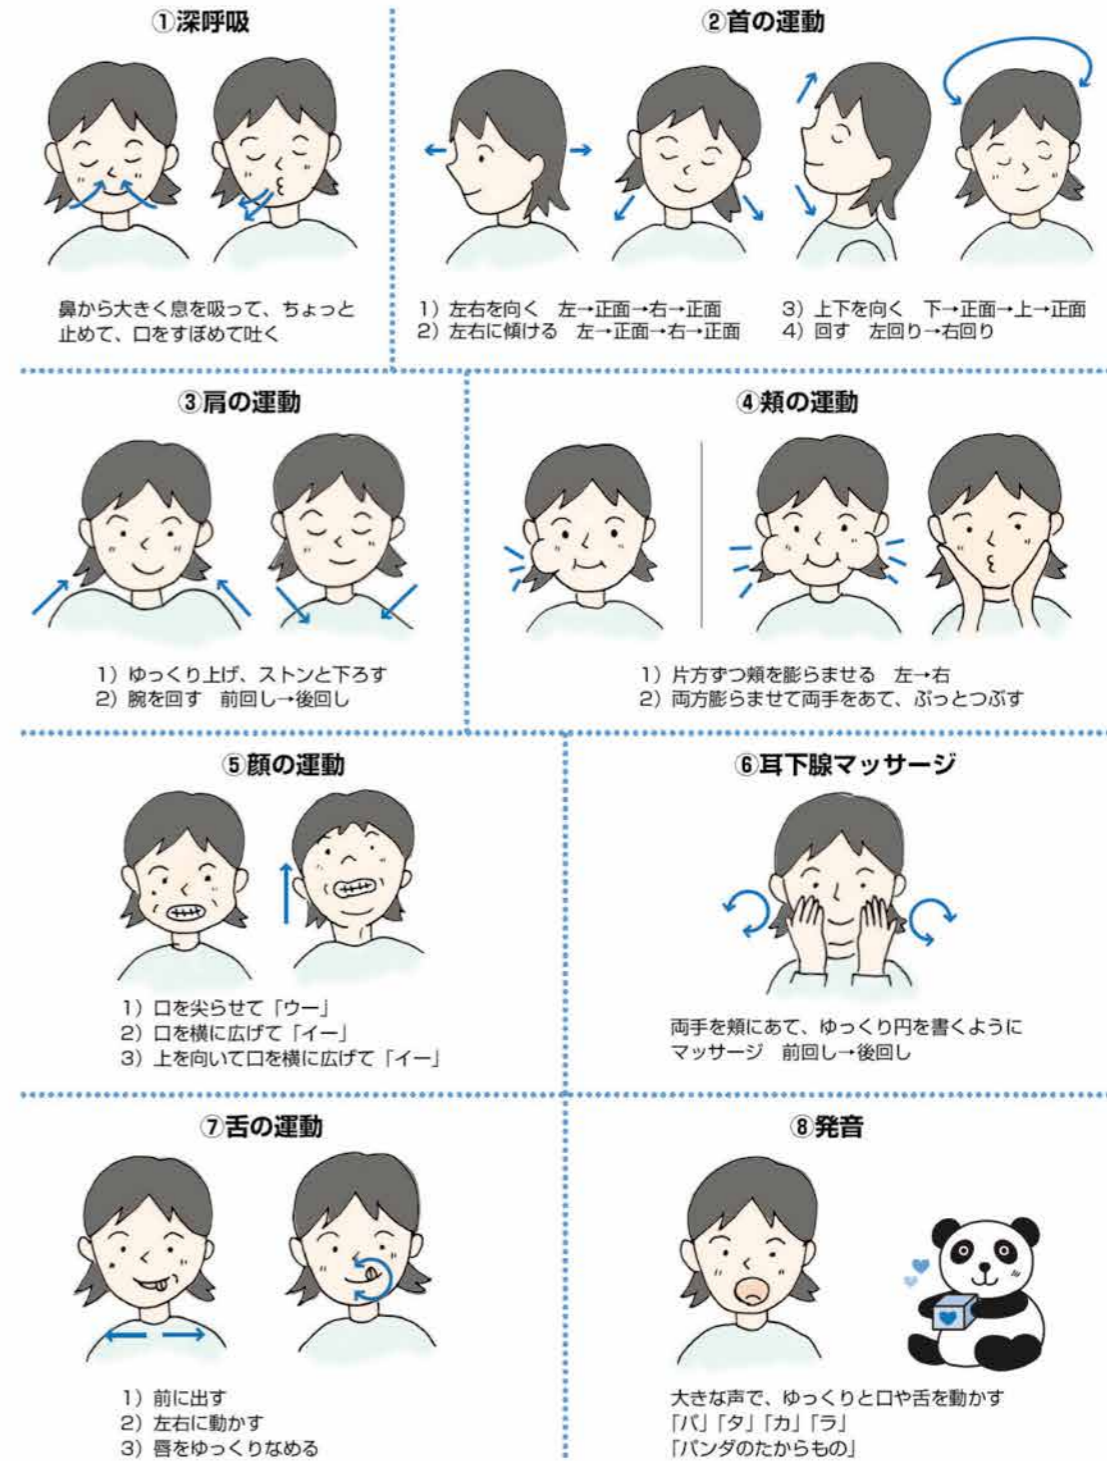 ①深呼吸
鼻から大きく息を吸って、ちょっと
止めて、口をすぼめて吐く
②首の運動
1）左右を向く　左→正面→右→正面
2）左右に傾ける　左→正面→右→正面
3）上下を向く　下→正面→上→正面
4）回す　左回り→右回り
③肩の運動
1）ゆっくり上げ、ストンと下ろす
2）腕を回す　前回し→後回し
④頬の運動
1）片方ずつ頬を膨らませる　左→右
2）両方膨らませて両手をあて、ぷっとつぶす
⑤顔の運動
1）口を尖らせて「ウー」
2）口を横に広げて「イー」
3）上を向いて口を横に広げて「イー」
⑥耳下腺マッサージ
両手を頬にあて、ゆっくり円を書くように
マッサージ　前回し→後回し
⑦舌の運動
1）前に出す
2）左右に動かす
3）唇をゆっくりなめる
⑧発音
大きな声で、ゆっくりと口や舌を動かす
「パ」「タ」「カ」「ラ」
「パンダのたからもの」